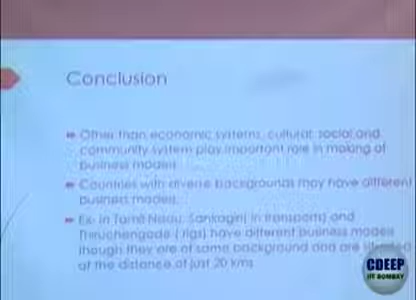 Conclusion
Other than economic systems, cultural, social and
community system play important role in making of
business models
Countries with diverse backgrounds may have different
business models
Ex- In Tamil Nadu, Sankagiri( in transports) and
Thiruchengode ( rigs) have different business models
though they are of same background and are situated
at the distance of just 20 kms
CDEEP
IIT BOMBAY